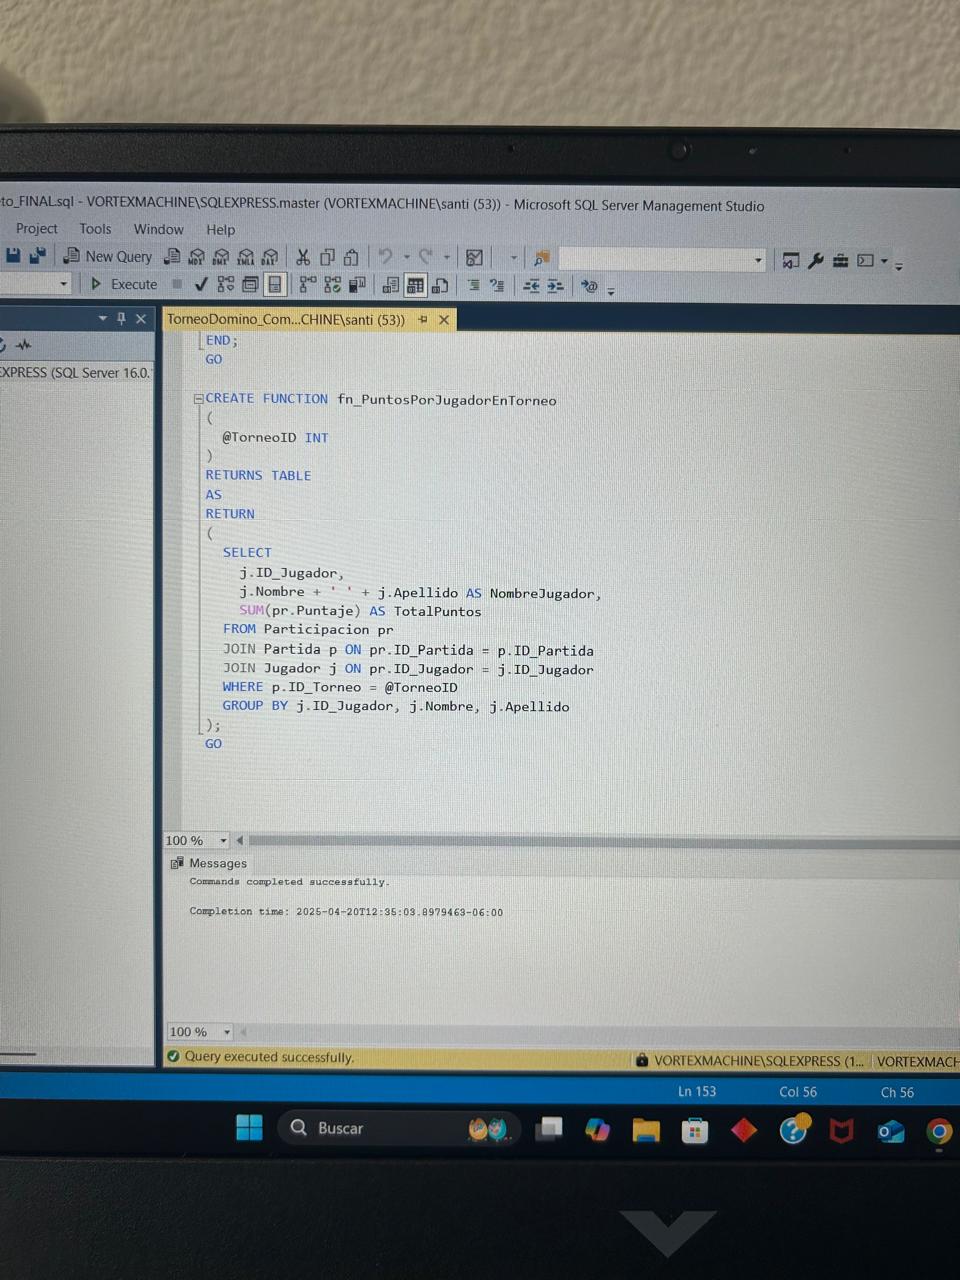 to_FINAL.sql - VORTEXMACHINE\SQLEXPRESS.master (VORTEXMACHINE\santi (53)) - Microsoft SQL Server Management Studio
Project Tools Window Help
New Query MDX DMX XMLA DAX
Execute
TorneoDomino_Com...CHINE\santi (53))
EXPRESS (SQL Server 16.0.
END;
GO
CREATE FUNCTION fn_PuntosPorJugadorEnTorneo
(
@TorneoID INT
)
RETURNS TABLE
AS
RETURN
(
SELECT
j.ID_Jugador,
j.Nombre + ' ' + j.Apellido AS NombreJugador,
SUM(pr.Puntaje) AS TotalPuntos
FROM Participacion pr
JOIN Partida p ON pr.ID_Partida = p.ID_Partida
JOIN Jugador j ON pr.ID_Jugador = j.ID_Jugador
WHERE p.ID_Torneo = @TorneoID
GROUP BY j.ID_Jugador, j.Nombre, j.Apellido
);
GO
100 %
Messages
Commands completed successfully.
Completion time: 2025-04-20T12:35:03.8979463-06:00
100 %
Query executed successfully. VORTEXMACHINE\SQLEXPRESS (1... VORTEXMACH
Ln 153 Col 56 Ch 56
Buscar